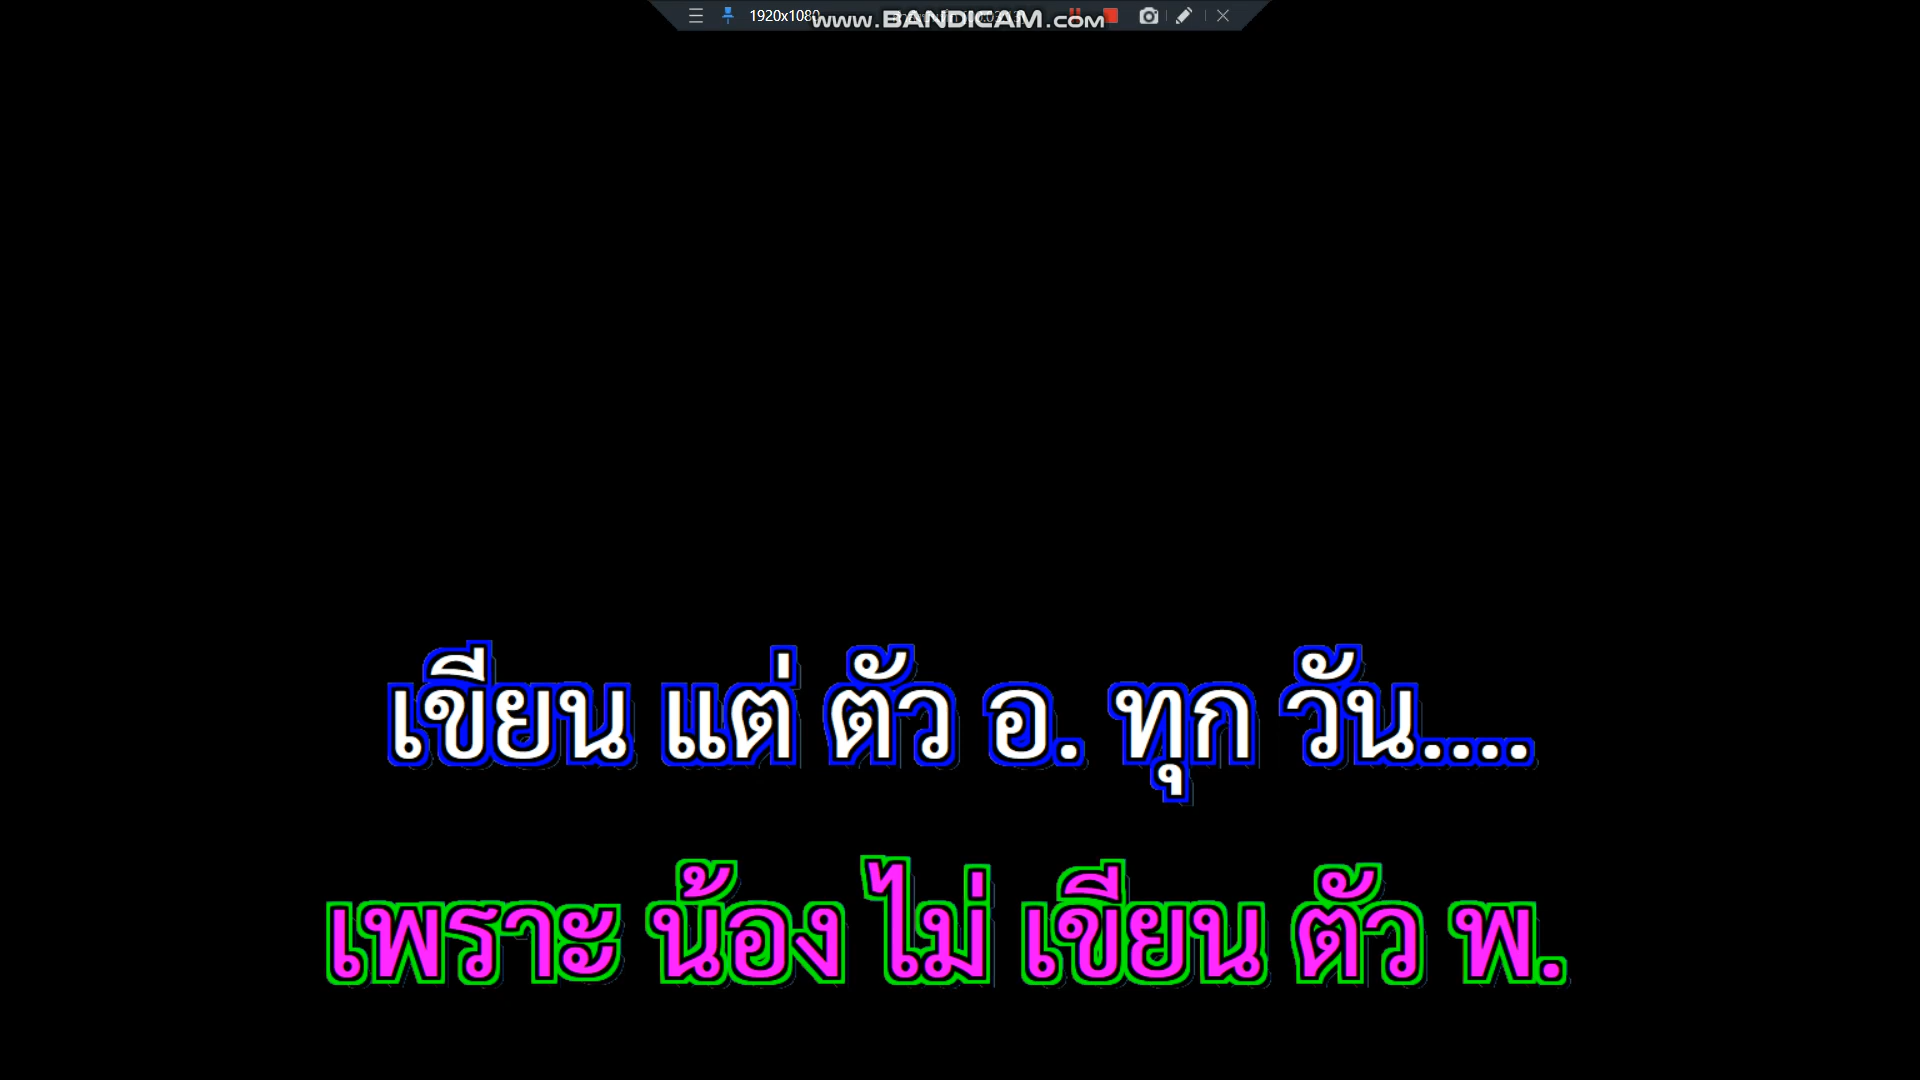 1920x1080
www.BANDICAM.com
เขียน แต่ ตัว อ. ทุก วัน....
เพราะ น้อง ไม่ เขียน ตัว พ.